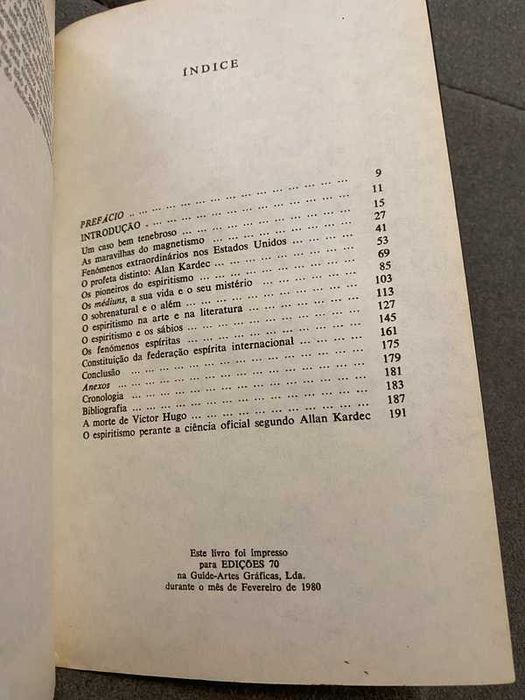 ÍNDICE
PREFÁCIO .. ... ... ... ... ... ... ... ... ... ... ... 9
INTRODUÇÃO . ... ... ... ... ... ... ... ... ... ... 11
Um caso bem tenebroso ... ... ... ... ... ... ... ... 15
As maravilhas do magnetismo ... ... ... ... ... ... 27
Fenómenos extraordinários nos Estados Unidos ... ... 41
O profeta distinto: Alan Kardec ... ... ... ... ... ... 53
Os pioneiros do espiritismo ... ... ... ... ... ... ... 69
Os médiuns, a sua vida e o seu mistério ... ... ... ... 85
O sobrenatural e o além ... ... ... ... ... ... ... ... 103
O espiritismo na arte e na literatura ... ... ... ... ... 113
O espiritismo e os sábios ... ... ... ... ... ... ... ... 127
Os fenómenos espíritas ... ... ... ... ... ... ... ... 145
Constituição da federação espírita internacional ... ... 161
Conclusão ... ... ... ... ... ... ... ... ... ... ... 175
Anexos ... ... ... ... ... ... ... ... ... ... ... ... 179
Cronologia ... ... ... ... ... ... ... ... ... ... ... 181
Bibliografia ... ... ... ... ... ... ... ... ... ... ... 183
A morte de Victor Hugo ... ... ... ... ... ... ... ... 187
O espiritismo perante a ciência oficial segundo Allan Kardec 191
Este livro foi impresso
para EDIÇÕES 70
na Guide-Artes Gráficas, Lda.
durante o mês de Fevereiro de 1980